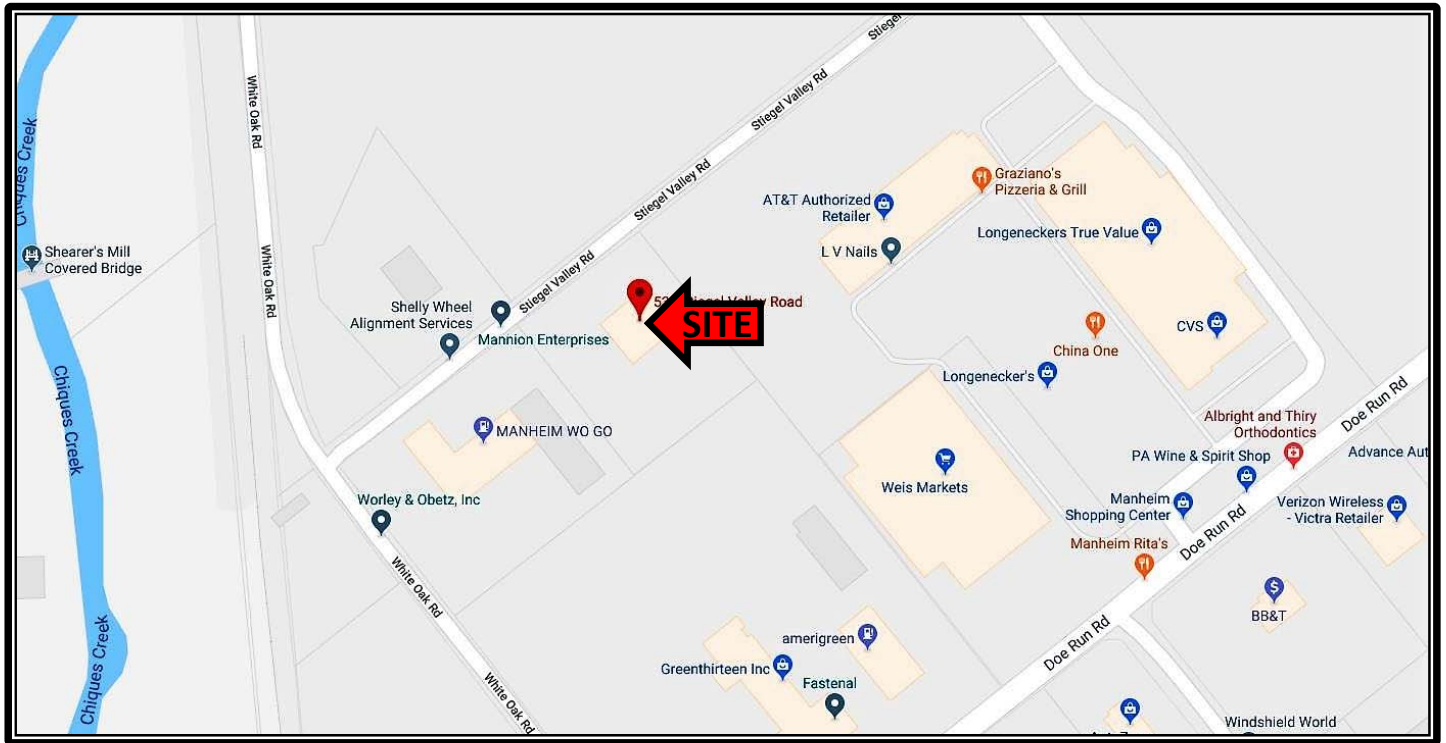 Stiegel
White Oak Rd
Stiegel Valley Rd
Chiques Creek
Graziano's
Pizzeria & Grill
Stiegel Valley Rd
AT&T Authorized
Retailer
Longeneckers True Value
L V Nails
Shearer's Mill
Covered Bridge
White Oak Rd
Stiegel Valley Rd
Valley Road
SITE
Shelly Wheel
Alignment Services
Mannion Enterprises
CVS
China One
Longenecker's
Chiques Creek
Doe Run Rd
Albright and Thiry
Orthodontics
MANHEIM WO GO
PA Wine & Spirit Shop
Advance Aut
Weis Markets
Worley & Obetz, Inc
Manheim
Shopping Center
Verizon Wireless
- Victra Retailer
Doe Run Rd
Manheim Rita's
White Oak Rd
BB&T
Doe Run Rd
amerigreen
Greenthirteen Inc
Fastenal
Chiques Creek
White Oak Rd
Windshield World